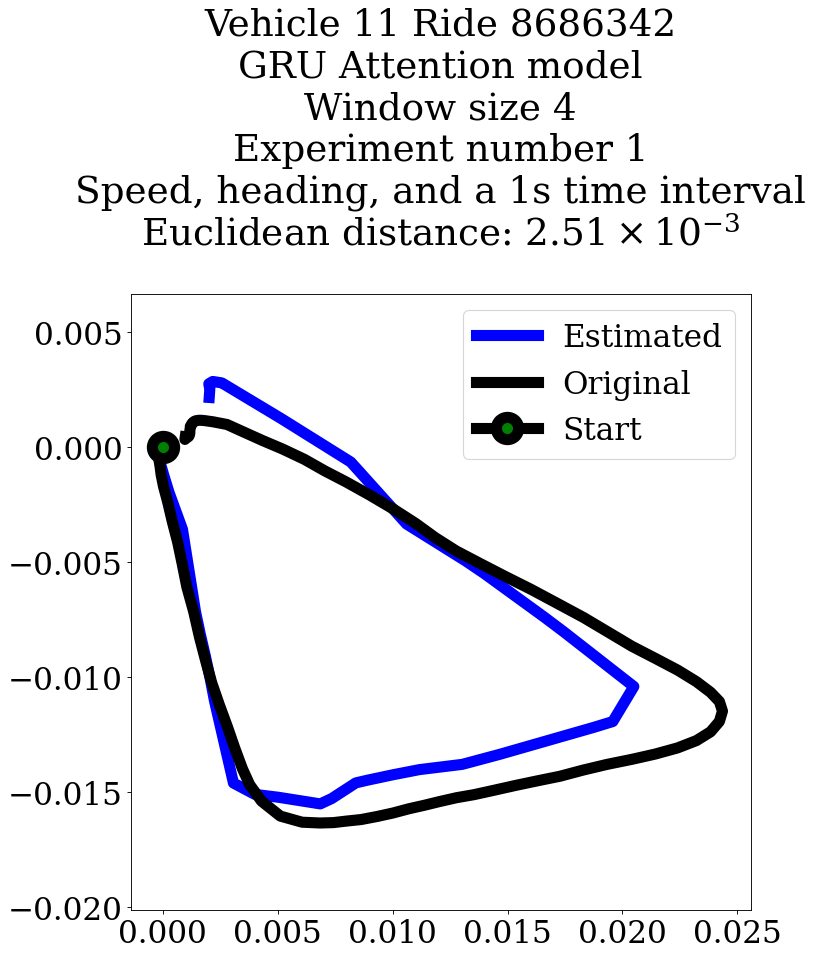 Vehicle 11 Ride 8686342
GRU Attention model
Window size 4
Experiment number 1
Speed, heading, and a 1s time interval
Euclidean distance: 2.51 × 10⁻³
Estimated
Original
Start
0.005
0.000
−0.005
−0.010
−0.015
−0.020
0.000 0.005 0.010 0.015 0.020 0.025